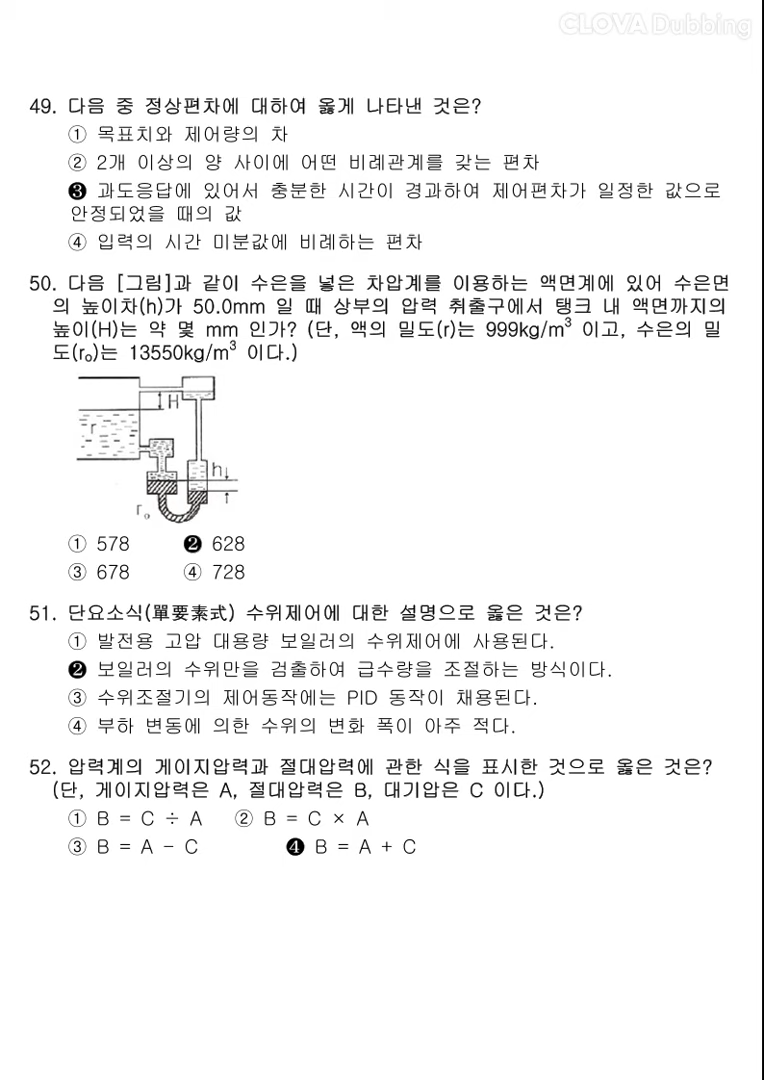 CLOVA Dubbing
49. 다음 중 정상편차에 대하여 옳게 나타낸 것은?
① 목표치와 제어량의 차
② 2개 이상의 양 사이에 어떤 비례관계를 갖는 편차
❸ 과도응답에 있어서 충분한 시간이 경과하여 제어편차가 일정한 값으로
안정되었을 때의 값
④ 입력의 시간 미분값에 비례하는 편차
50. 다음 [그림]과 같이 수은을 넣은 차압계를 이용하는 액면계에 있어 수은면
의 높이차(h)가 50.0mm 일 때 상부의 압력 취출구에서 탱크 내 액면까지의
높이(H)는 약 몇 mm 인가? (단, 액의 밀도(r)는 999kg/m³ 이고, 수은의 밀
도(r₀)는 13550kg/m³ 이다.)
H
r
h
r₀
① 578 ❷ 628
③ 678 ④ 728
51. 단요소식(單要素式) 수위제어에 대한 설명으로 옳은 것은?
① 발전용 고압 대용량 보일러의 수위제어에 사용된다.
❷ 보일러의 수위만을 검출하여 급수량을 조절하는 방식이다.
③ 수위조절기의 제어동작에는 PID 동작이 채용된다.
④ 부하 변동에 의한 수위의 변화 폭이 아주 적다.
52. 압력계의 게이지압력과 절대압력에 관한 식을 표시한 것으로 옳은 것은?
(단, 게이지압력은 A, 절대압력은 B, 대기압은 C 이다.)
① B = C ÷ A ② B = C × A
③ B = A - C ❹ B = A + C